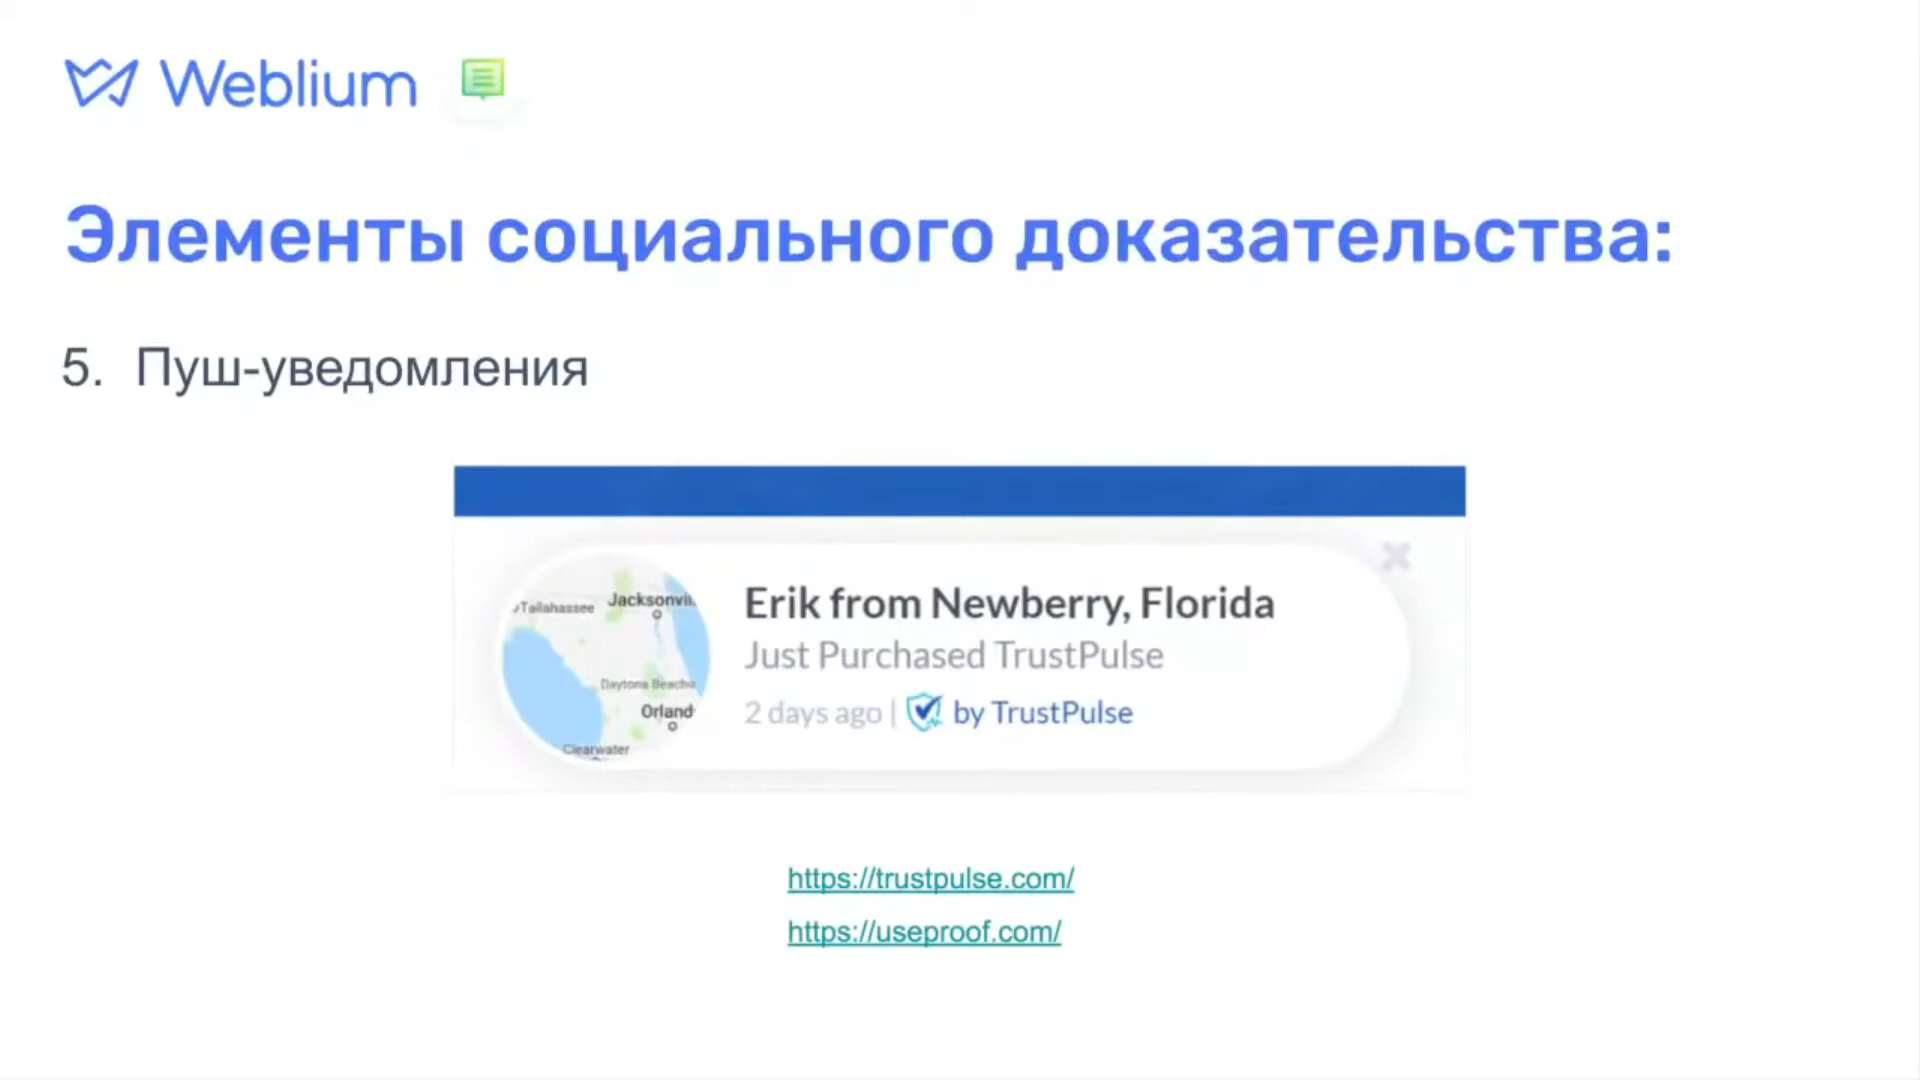 Weblium
Элементы социального доказательства:
5. Пуш-уведомления
Tallahassee
Jacksonvil
Daytona Beach
Orland
Clearwater
Erik from Newberry, Florida
Just Purchased TrustPulse
2 days ago | by TrustPulse
https://trustpulse.com/
https://useproof.com/